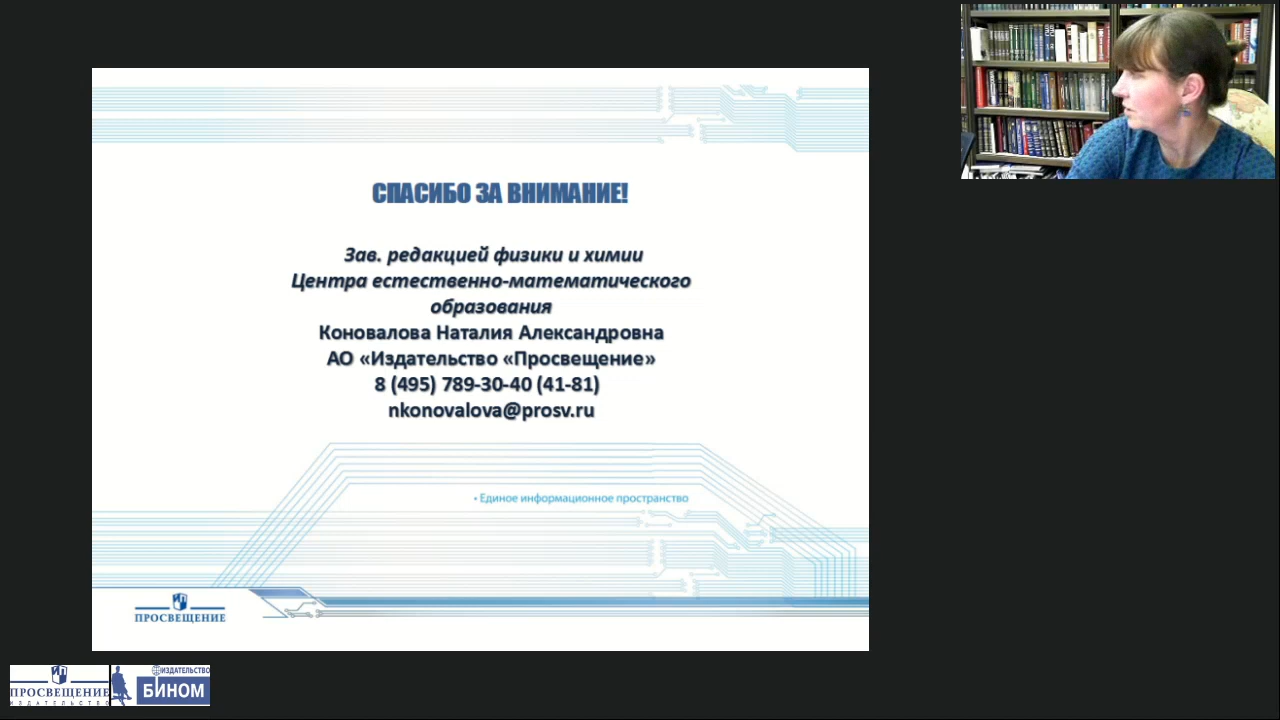 СПАСИБО ЗА ВНИМАНИЕ!
Зав. редакцией физики и химии
Центра естественно-математического
образования
Коновалова Наталия Александровна
АО «Издательство «Просвещение»
8 (495) 789-30-40 (41-81)
nkonovalova@prosv.ru
• Единое информационное пространство
ПРОСВЕЩЕНИЕ
ПРОСВЕЩЕНИЕ
ИЗДАТЕЛЬСТВО
ИЗДАТЕЛЬСТВО
БИНОМ